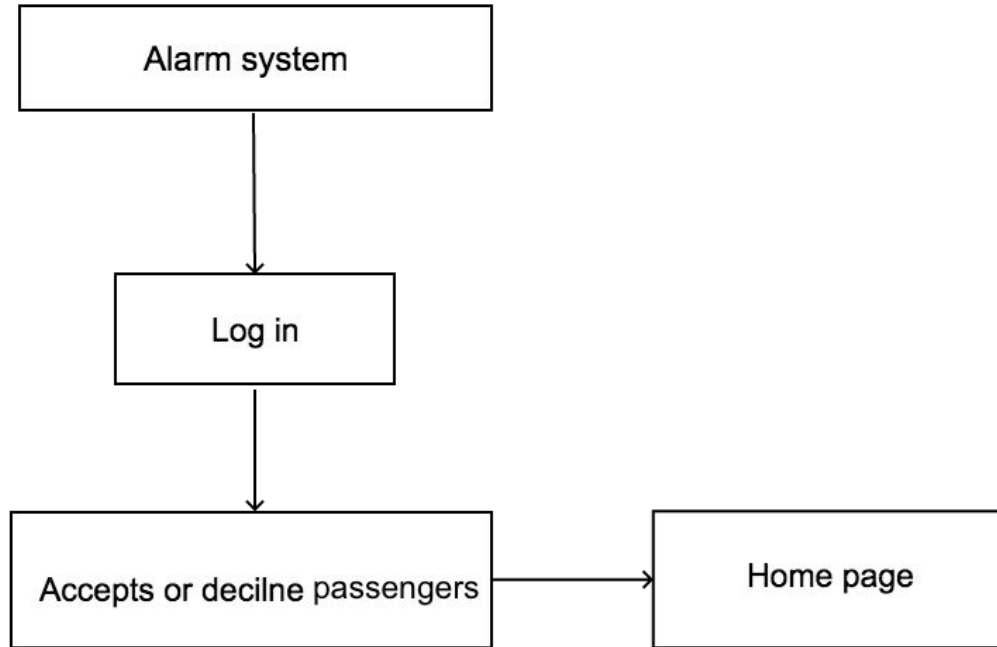 Alarm system
Log in
Accepts or decilne passengers
Home page